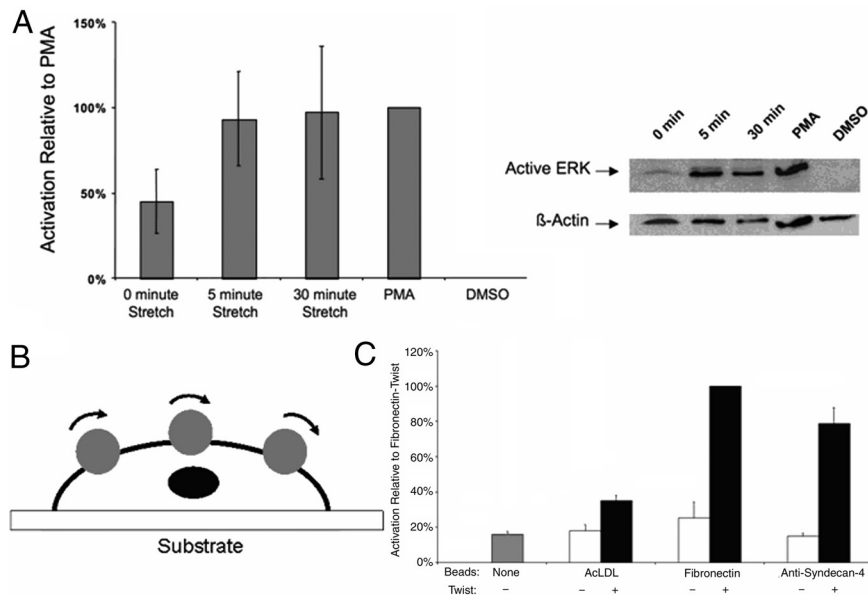 A
Activation Relative to PMA
150%
100%
50%
0%
0 minute Stretch
5 minute Stretch
30 minute Stretch
PMA
DMSO
0 min
5 min
30 min
PMA
DMSO
Active ERK
ß-Actin
B
Substrate
C
Activation Relative to Fibronectin-Twist
120%
100%
80%
60%
40%
20%
0%
Beads: None AcLDL Fibronectin Anti-Syndecan-4
Twist: – – + – + – +